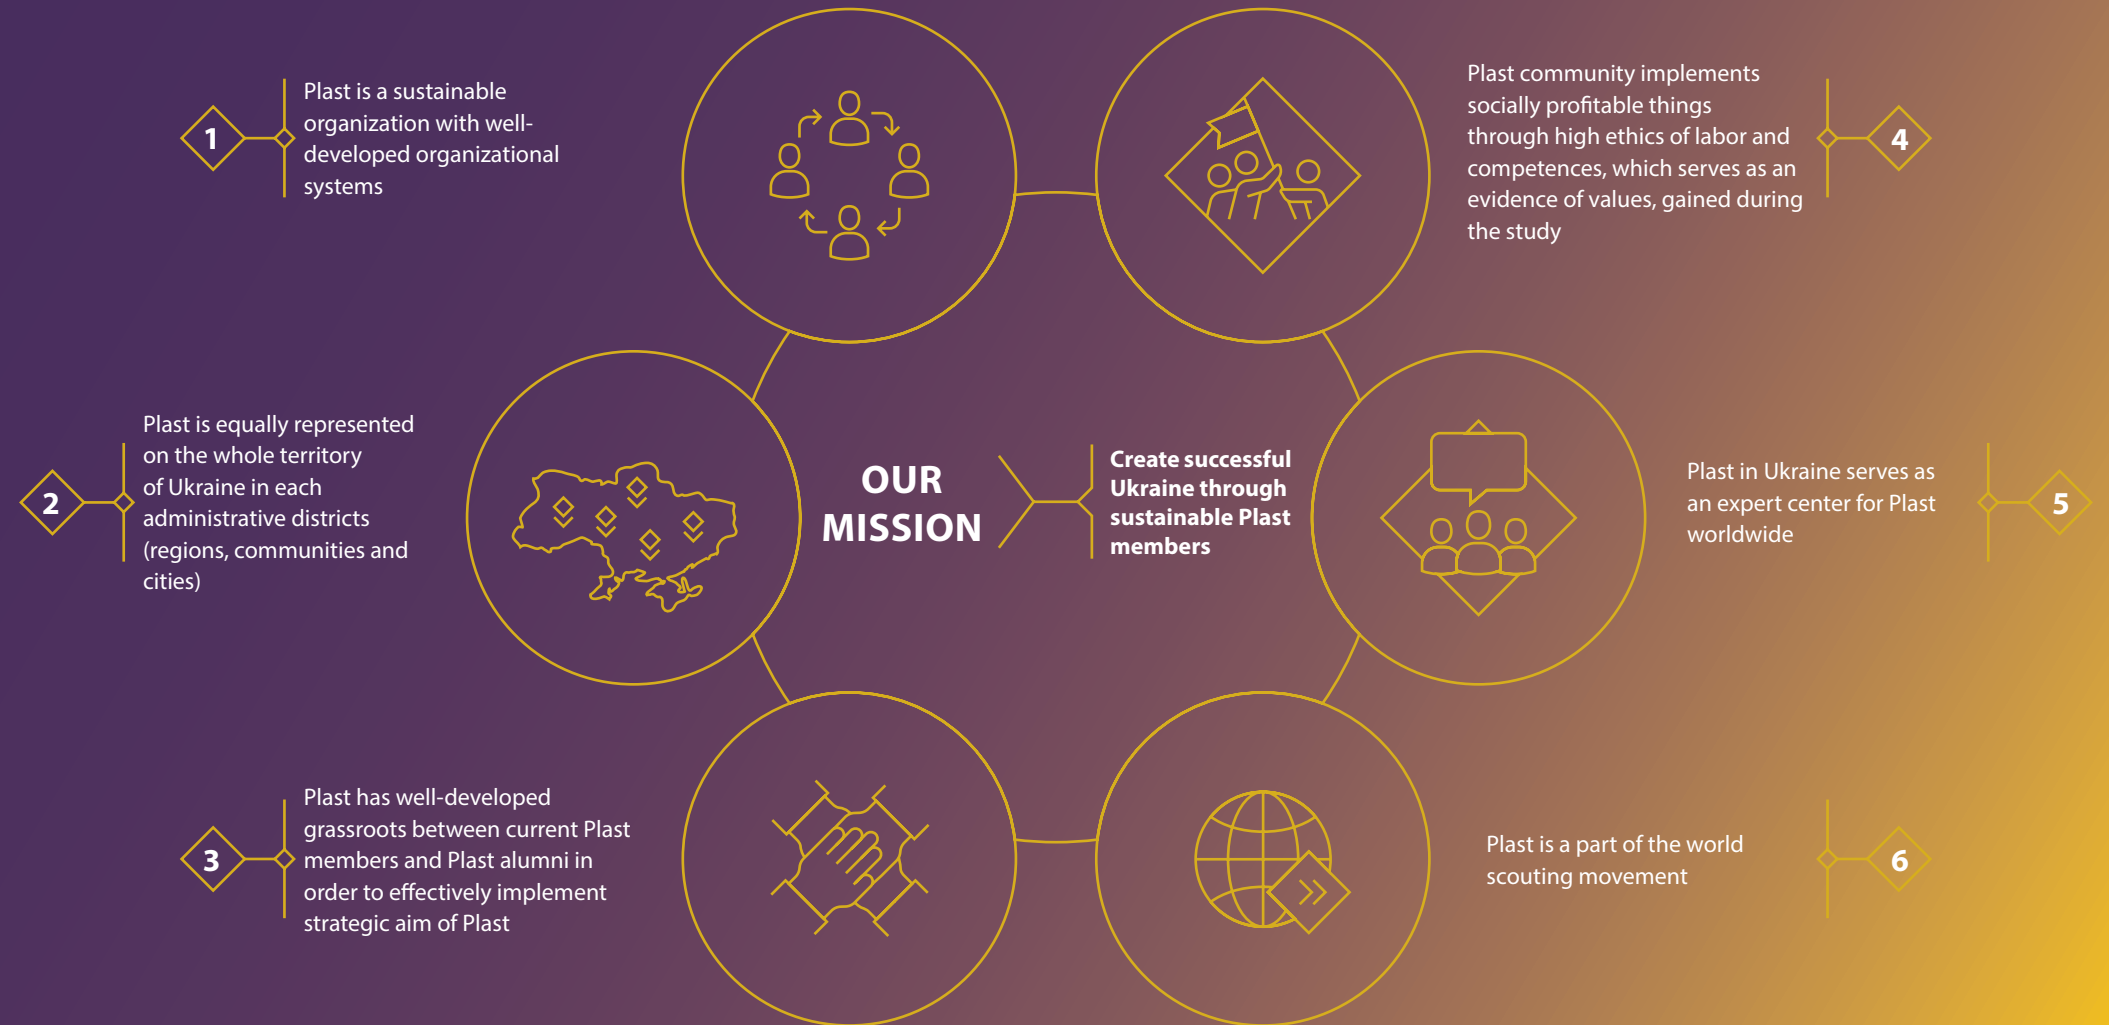 1
Plast is a sustainable
organization with well-
developed organizational
systems
2
Plast is equally represented
on the whole territory
of Ukraine in each
administrative districts
(regions, communities and
cities)
3
Plast has well-developed
grassroots between current Plast
members and Plast alumni in
order to effectively implement
strategic aim of Plast
OUR
MISSION
Create successful
Ukraine through
sustainable Plast
members
Plast community implements
socially profitable things
through high ethics of labor and
competences, which serves as an
evidence of values, gained during
the study
4
Plast in Ukraine serves as
an expert center for Plast
worldwide
5
Plast is a part of the world
scouting movement
6